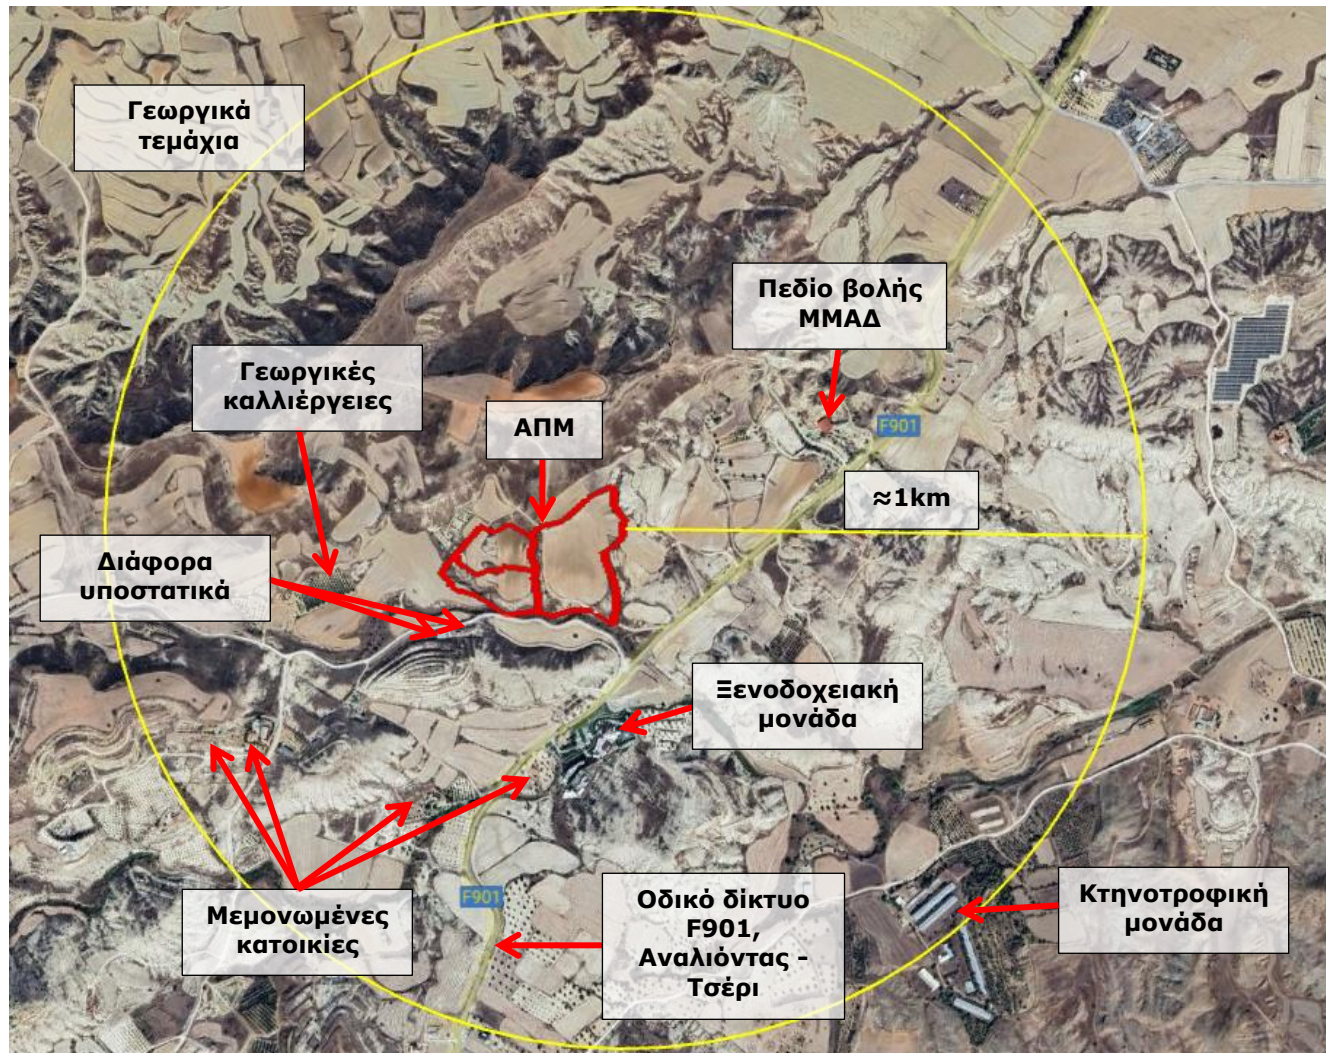 Γεωργικά
τεμάχια
Πεδίο βολής
ΜΜΑΔ
Γεωργικές
καλλιέργειες
ΑΠΜ
F901
≈1km
Διάφορα
υποστατικά
Ξενοδοχειακή
μονάδα
F901
Μεμονωμένες
κατοικίες
Οδικό δίκτυο
F901,
Αναλιόντας -
Τσέρι
Κτηνοτροφική
μονάδα